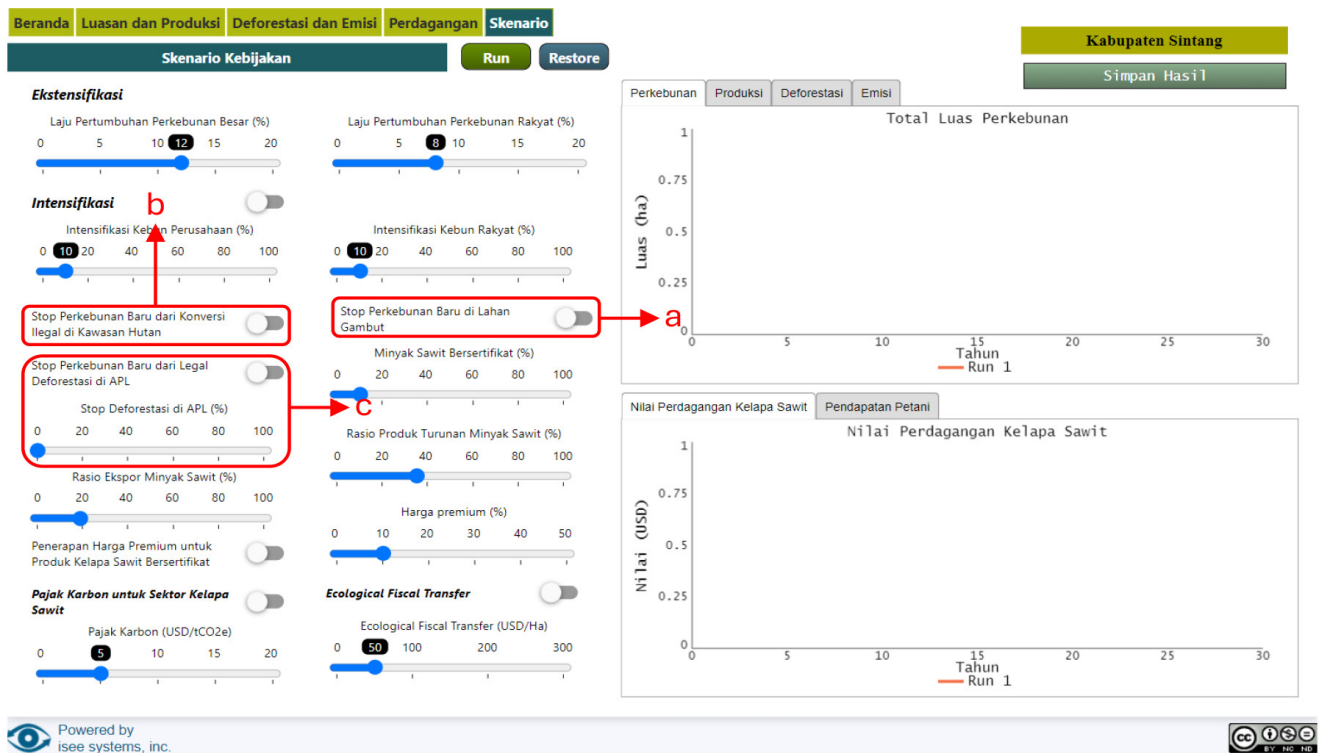 Beranda Luasan dan Produksi Deforestasi dan Emisi Perdagangan Skenario
Kabupaten Sintang
Skenario Kebijakan Run Restore
Simpan Hasil
Ekstensifikasi
Laju Pertumbuhan Perkebunan Besar (%)
0 5 10 12 15 20
Laju Pertumbuhan Perkebunan Rakyat (%)
0 5 8 10 15 20
Intensifikasi
b
Intensifikasi Kebun Perusahaan (%)
0 10 20 40 60 80 100
Intensifikasi Kebun Rakyat (%)
0 10 20 40 60 80 100
Stop Perkebunan Baru dari Konversi
Ilegal di Kawasan Hutan
Stop Perkebunan Baru di Lahan
Gambut
a
Stop Perkebunan Baru dari Legal
Deforestasi di APL
Stop Deforestasi di APL (%)
0 20 40 60 80 100
c
Minyak Sawit Bersertifikat (%)
0 20 40 60 80 100
Rasio Produk Turunan Minyak Sawit (%)
0 20 40 60 80 100
Rasio Ekspor Minyak Sawit (%)
0 20 40 60 80 100
Harga premium (%)
0 10 20 30 40 50
Penerapan Harga Premium untuk
Produk Kelapa Sawit Bersertifikat
Pajak Karbon untuk Sektor Kelapa
Sawit
Ecological Fiscal Transfer
Pajak Karbon (USD/tCO2e)
0 5 10 15 20
Ecological Fiscal Transfer (USD/Ha)
0 50 100 200 300
Perkebunan Produksi Deforestasi Emisi
Total Luas Perkebunan
Luas (ha)
1
0.75
0.5
0.25
0
0 5 10 15 20 25 30
Tahun
Run 1
Nilai Perdagangan Kelapa Sawit Pendapatan Petani
Nilai Perdagangan Kelapa Sawit
Nilai (USD)
1
0.75
0.5
0.25
0
0 5 10 15 20 25 30
Tahun
Run 1
Powered by
isee systems, inc.
cc
BY NC ND